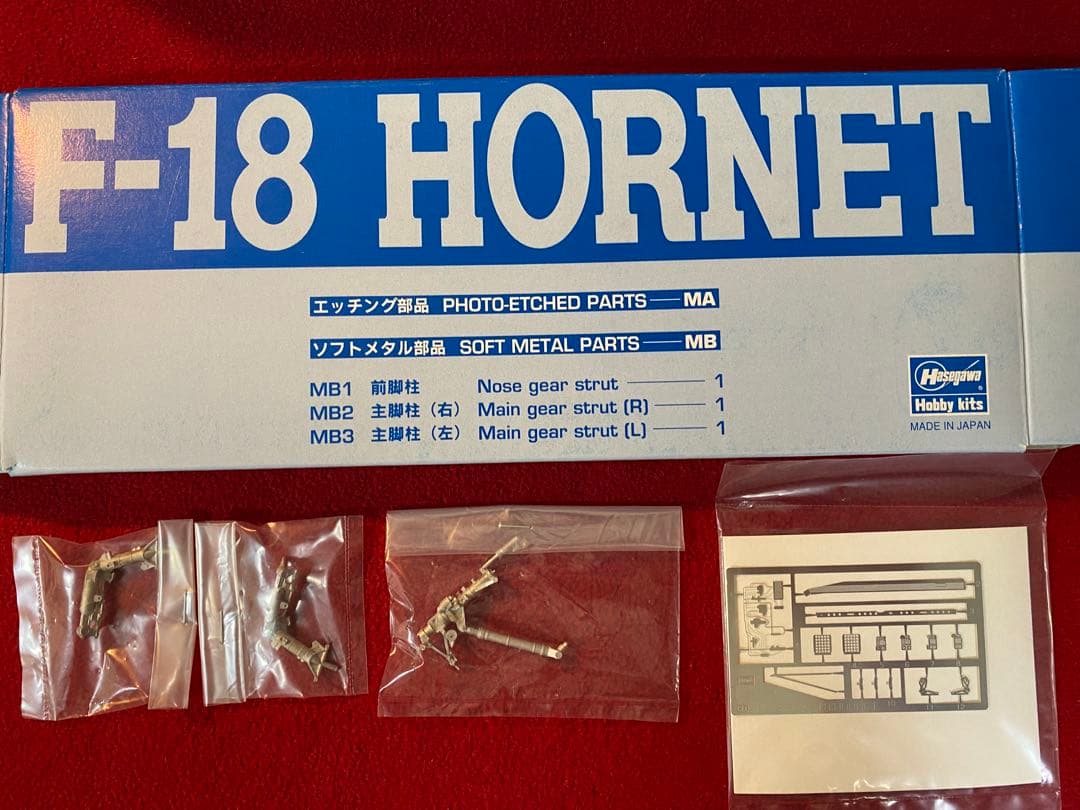 F-18 HORNET
エッチング部品 PHOTO-ETCHED PARTS — MA
ソフトメタル部品 SOFT METAL PARTS — MB
MB1 前脚柱 Nose gear strut — 1
MB2 主脚柱（右） Main gear strut (R) — 1
MB3 主脚柱（左） Main gear strut (L) — 1
Hasegawa®
Hobby kits
MADE IN JAPAN